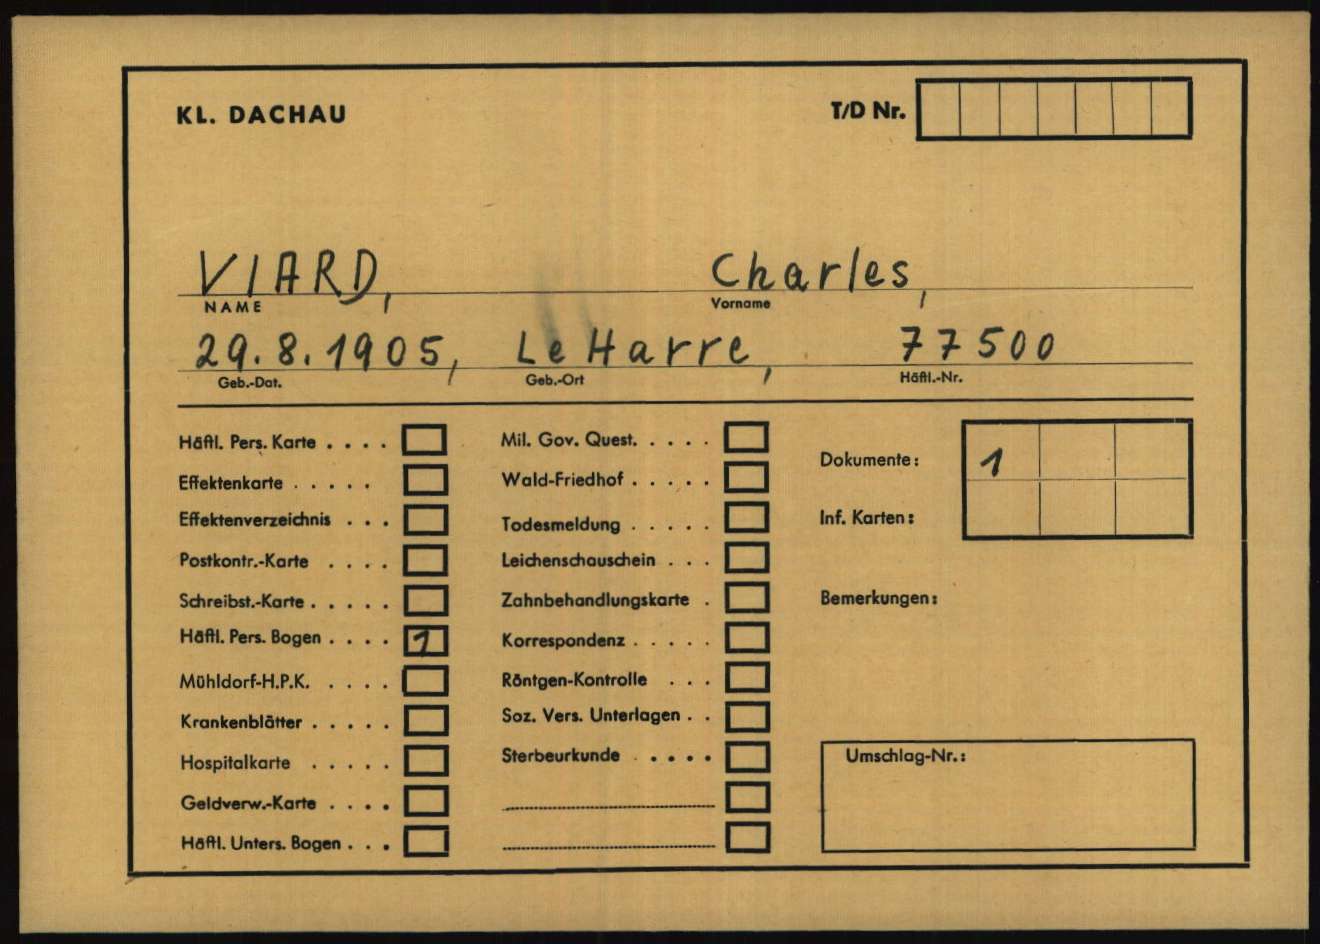 KL. DACHAU
T/D Nr.
VIARD, Charles,
NAME Vorname
29.8.1905, Le Harre, 77500
Geb.-Dat. Geb.-Ort Häftl.-Nr.
Häftl. Pers. Karte . . . .
Effektenkarte . . . . .
Effektenverzeichnis . . .
Postkontr.-Karte . . . .
Schreibst.-Karte . . . . .
Häftl. Pers. Bogen . . . . 1
Mühldorf-H.P.K. . . . .
Krankenblätter . . . . .
Hospitalkarte . . . . .
Geldverw.-Karte . . . .
Häftl. Unters. Bogen . . .
Mil. Gov. Quest. . . . .
Wald-Friedhof . . . . .
Todesmeldung . . . . .
Leichenschauschein . . .
Zahnbehandlungskarte .
Korrespondenz . . . . .
Röntgen-Kontrolle . . .
Soz. Vers. Unterlagen . .
Sterbeurkunde . . . . .
Dokumente: 1
Inf. Karten:
Bemerkungen:
Umschlag-Nr.: